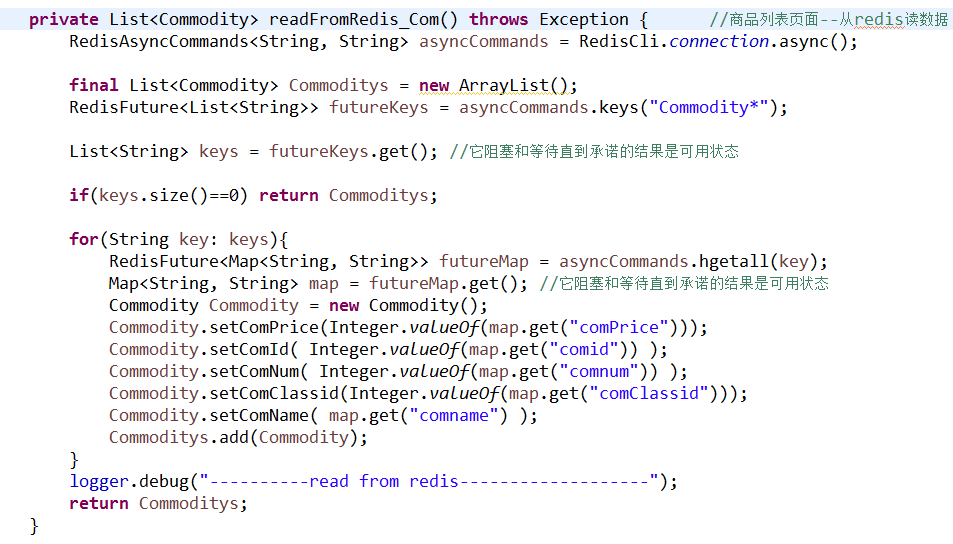 private List<Commodity> readFromRedis_Com() throws Exception {      //商品列表页面--从redis读数据
    RedisAsyncCommands<String, String> asyncCommands = RedisCli.connection.async();
    final List<Commodity> Commoditys = new ArrayList();
    RedisFuture<List<String>> futureKeys = asyncCommands.keys("Commodity*");
    List<String> keys = futureKeys.get(); //它阻塞和等待直到承诺的结果是可用状态
    if(keys.size()==0) return Commoditys;
    for(String key: keys){
        RedisFuture<Map<String, String>> futureMap = asyncCommands.hgetall(key);
        Map<String, String> map = futureMap.get(); //它阻塞和等待直到承诺的结果是可用状态
        Commodity Commodity = new Commodity();
        Commodity.setComPrice(Integer.valueOf(map.get("comPrice")));
        Commodity.setComId( Integer.valueOf(map.get("comid")) );
        Commodity.setComNum( Integer.valueOf(map.get("comnum")) );
        Commodity.setComClassid(Integer.valueOf(map.get("comClassid")));
        Commodity.setComName( map.get("comname") );
        Commoditys.add(Commodity);
    }
    logger.debug("----------read from redis-------------------");
    return Commoditys;
}